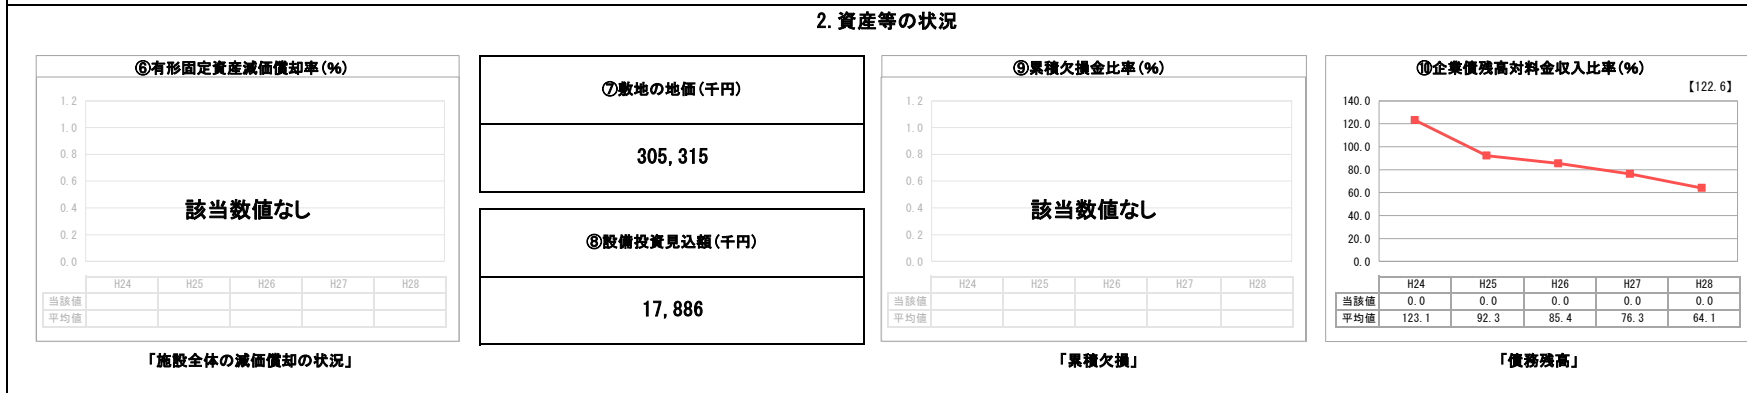 2.資産等の状況
⑥有形固定資産減価償却率(%)
1.2
1.0
0.8
0.6
0.4
0.2
0.0
該当数値なし
H24 H25 H26 H27 H28
当該値
平均値
「施設全体の減価償却の状況」
⑦敷地の地価(千円)
305,315
⑧設備投資見込額(千円)
17,886
⑨累積欠損金比率(%)
1.2
1.0
0.8
0.6
0.4
0.2
0.0
該当数値なし
H24 H25 H26 H27 H28
当該値
平均値
「累積欠損」
⑩企業債残高対料金収入比率(%)
【122.6】
140.0
120.0
100.0
80.0
60.0
40.0
20.0
0.0
H24 H25 H26 H27 H28
当該値 0.0 0.0 0.0 0.0 0.0
平均値 123.1 92.3 85.4 76.3 64.1
「債務残高」